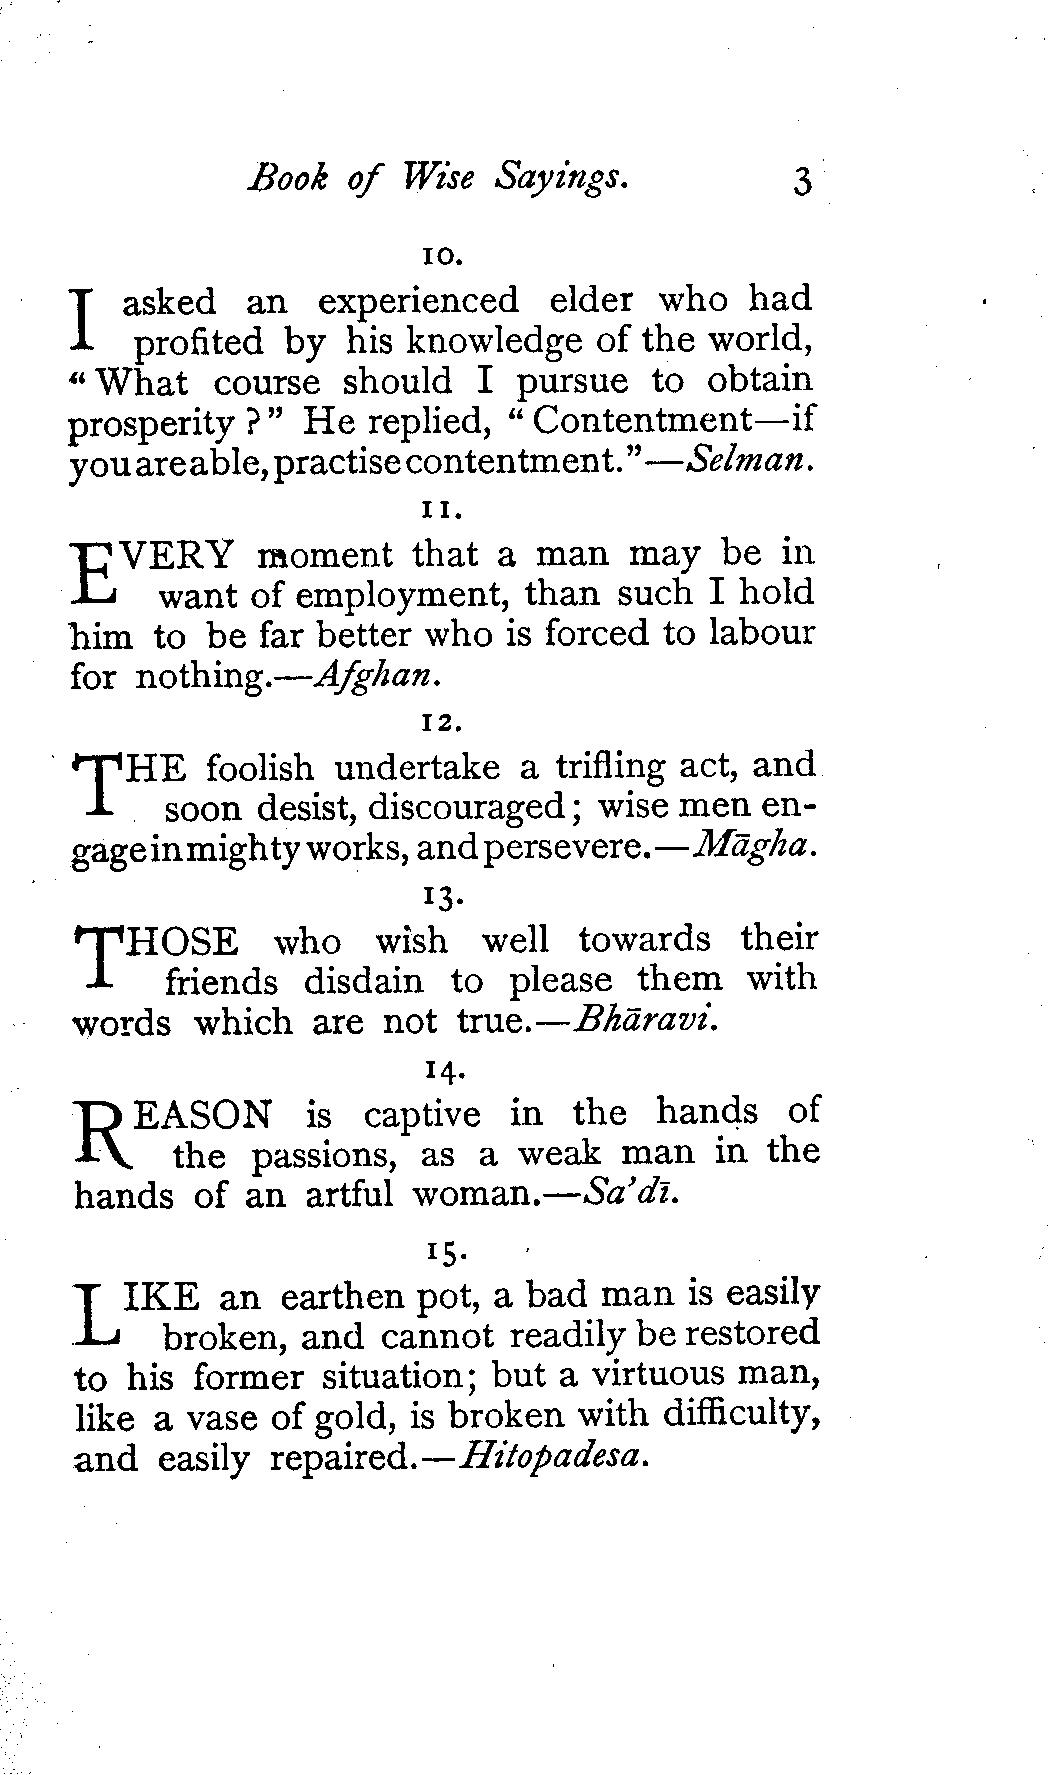 Book of Wise Sayings. 3
10.
I asked an experienced elder who had
profited by his knowledge of the world,
“ What course should I pursue to obtain
prosperity ? ” He replied, “ Contentment—if
you are able, practise contentment.”—Selman.
11.
EVERY moment that a man may be in
want of employment, than such I hold
him to be far better who is forced to labour
for nothing.—Afghan.
12.
THE foolish undertake a trifling act, and
soon desist, discouraged ; wise men en-
gage in mighty works, and persevere.—Māgha.
13.
THOSE who wish well towards their
friends disdain to please them with
words which are not true.—Bhāravi.
14.
REASON is captive in the hands of
the passions, as a weak man in the
hands of an artful woman.—Sa’dī.
15.
LIKE an earthen pot, a bad man is easily
broken, and cannot readily be restored
to his former situation; but a virtuous man,
like a vase of gold, is broken with difficulty,
and easily repaired.—Hitopadesa.